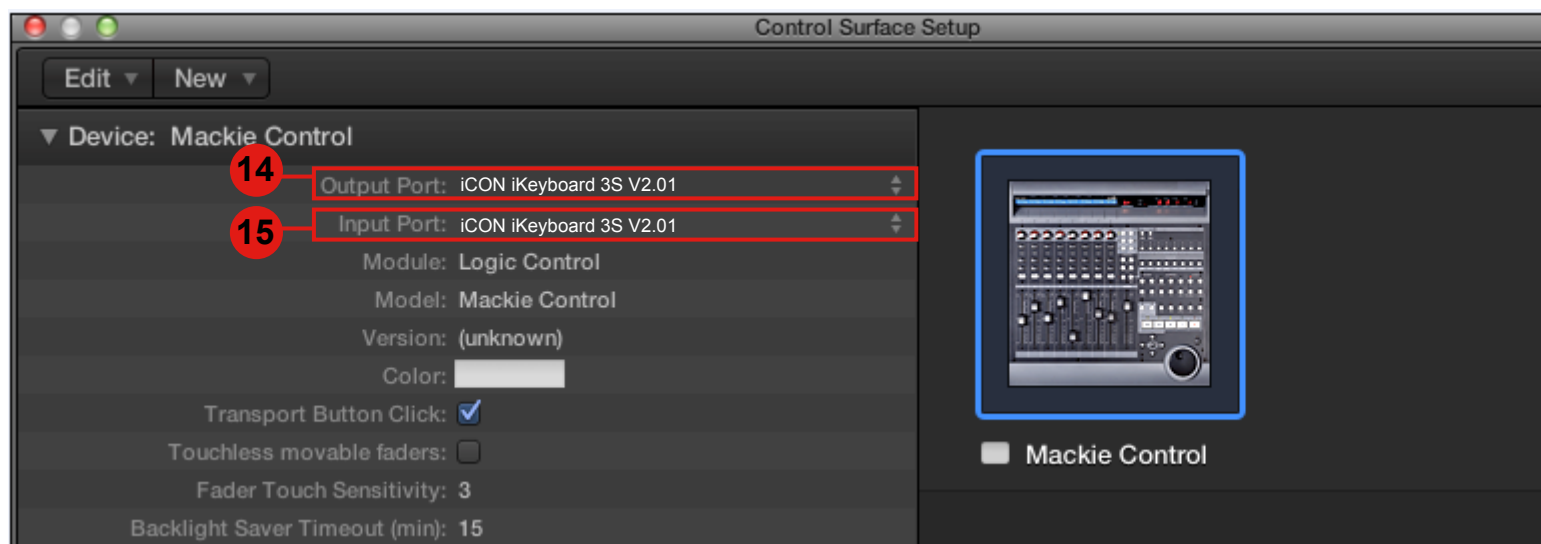 Control Surface Setup
Edit New
Device: Mackie Control
14 Output Port: iCON iKeyboard 3S V2.01
15 Input Port: iCON iKeyboard 3S V2.01
Module: Logic Control
Model: Mackie Control
Version: (unknown)
Color:
Transport Button Click:
Touchless movable faders:
Fader Touch Sensitivity: 3
Backlight Saver Timeout (min): 15
Mackie Control